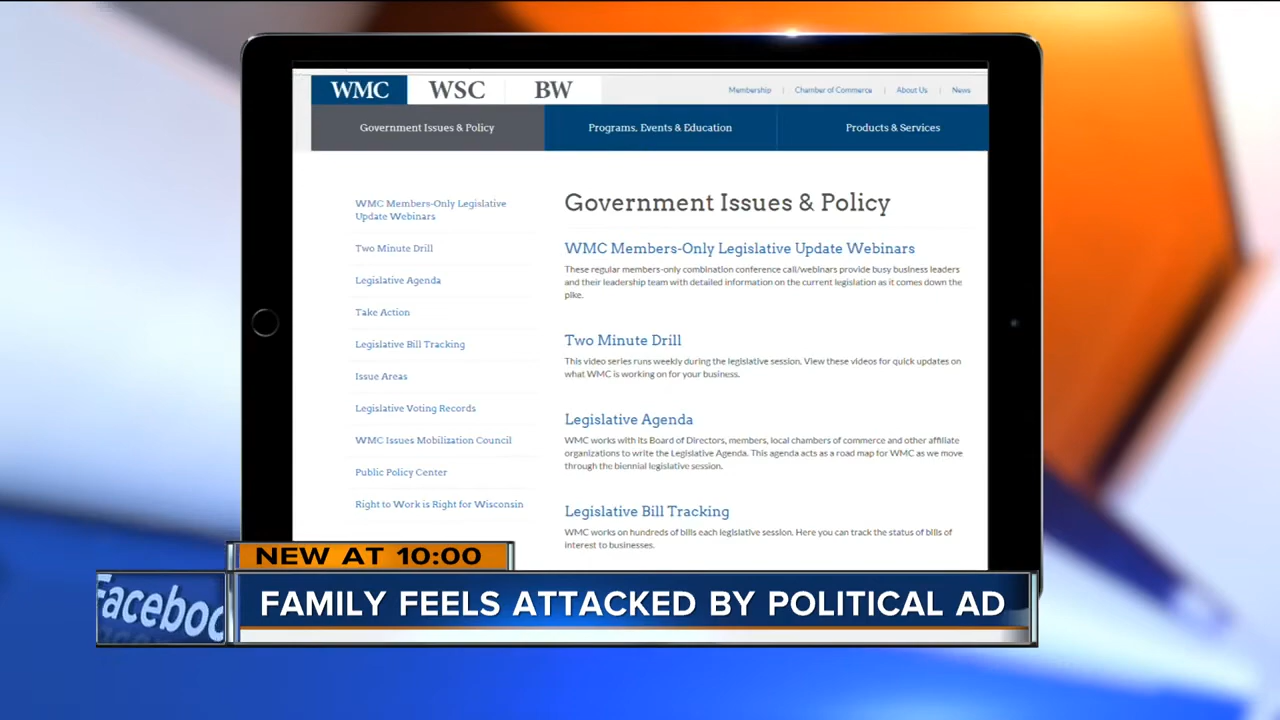 WMC WSC BW
Membership Chamber of Commerce About Us News
Government Issues & Policy Programs, Events & Education Products & Services
WMC Members-Only Legislative
Update Webinars
Two Minute Drill
Legislative Agenda
Take Action
Legislative Bill Tracking
Issue Areas
Legislative Voting Records
WMC Issues Mobilization Council
Public Policy Center
Right to Work is Right for Wisconsin
Government Issues & Policy
WMC Members-Only Legislative Update Webinars
These regular members-only combination conference call/webinars provide busy business leaders
and their leadership team with detailed information on the current legislation as it comes down the
pike.
Two Minute Drill
This video series runs weekly during the legislative session. View these videos for quick updates on
what WMC is working on for your business.
Legislative Agenda
WMC works with its Board of Directors, members, local chambers of commerce and other affiliate
organizations to write the Legislative Agenda. This agenda acts as a road map for WMC as we move
through the biennial legislative session.
Legislative Bill Tracking
WMC works on hundreds of bills each legislative session. Here you can track the status of bills of
interest to businesses.
NEW AT 10:00
Faceboo
FAMILY FEELS ATTACKED BY POLITICAL AD